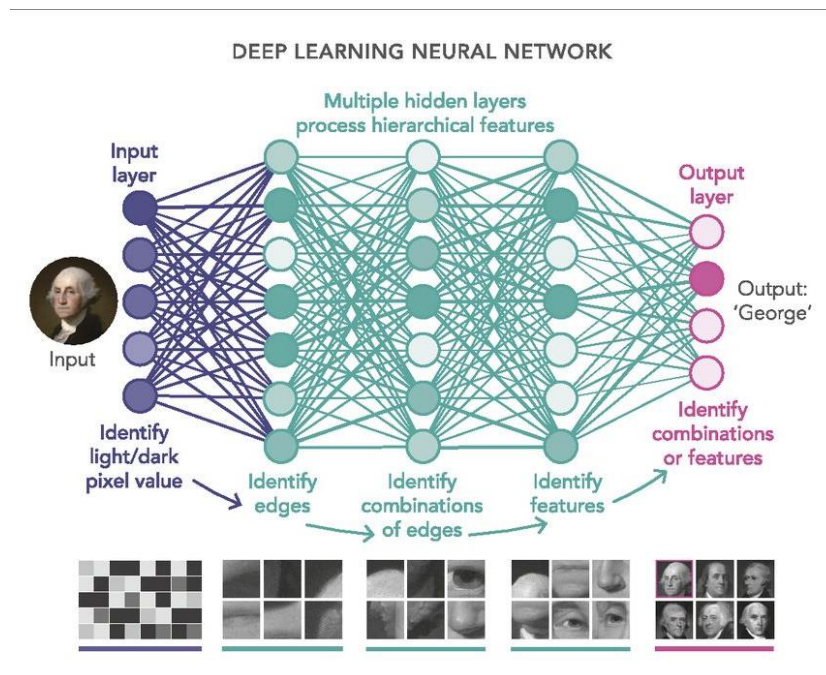 DEEP LEARNING NEURAL NETWORK
Multiple hidden layers
process hierarchical features
Input
layer
Output
layer
Input
Output:
'George'
Identify
light/dark
pixel value
Identify
edges
Identify
combinations
of edges
Identify
features
Identify
combinations
or features